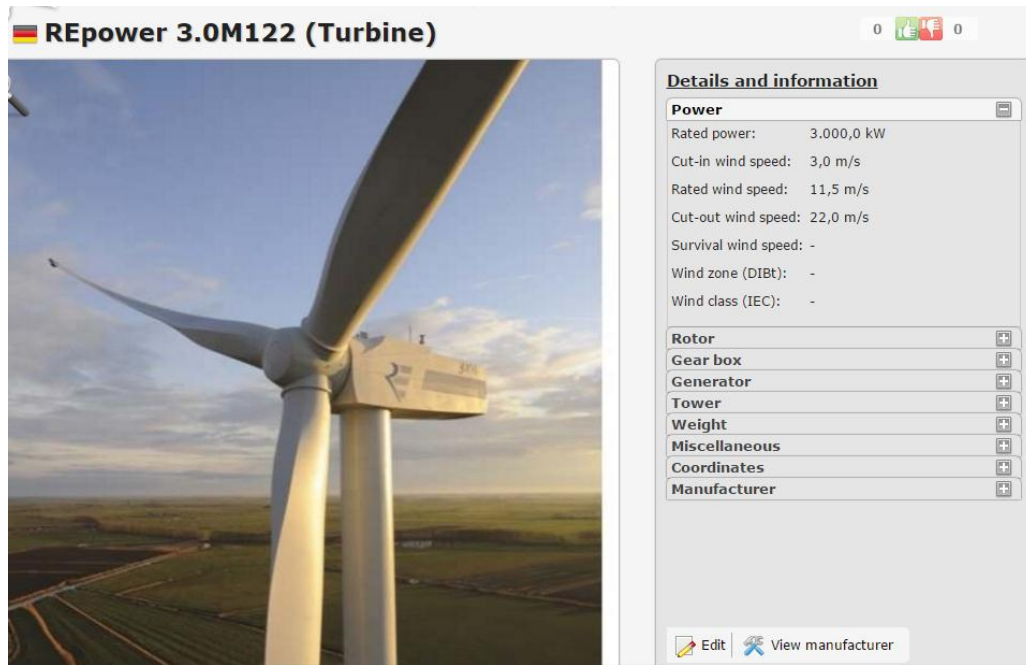 REpower 3.0M122 (Turbine)
0 0
Details and information
Power
Rated power: 3.000,0 kW
Cut-in wind speed: 3,0 m/s
Rated wind speed: 11,5 m/s
Cut-out wind speed: 22,0 m/s
Survival wind speed: -
Wind zone (DIBt): -
Wind class (IEC): -
Rotor
Gear box
Generator
Tower
Weight
Miscellaneous
Coordinates
Manufacturer
Edit View manufacturer